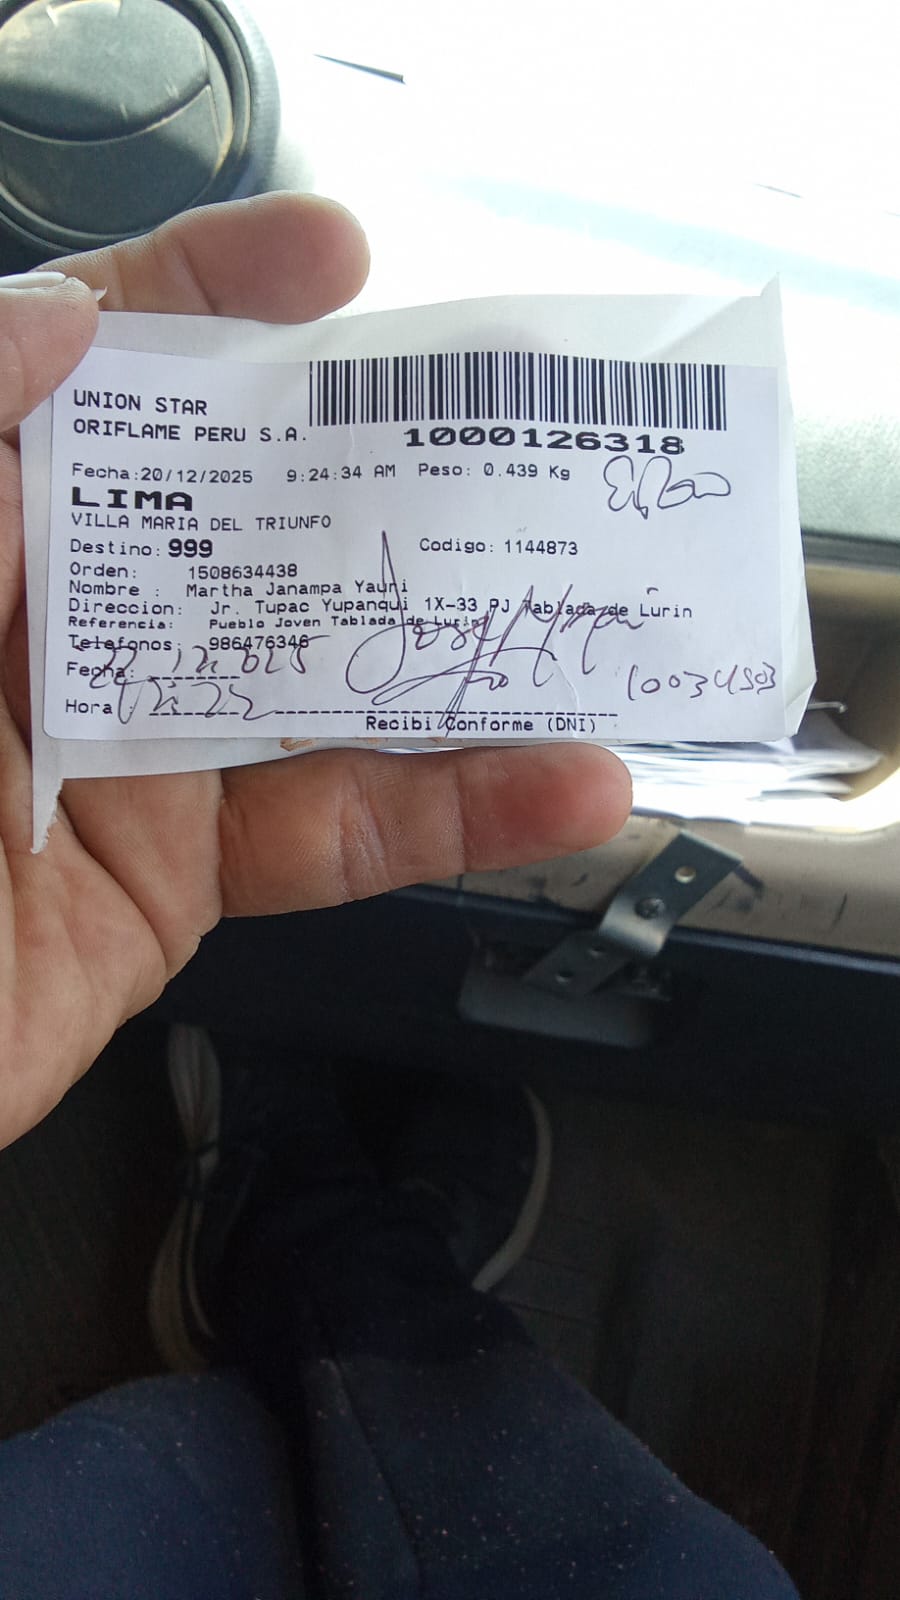 UNION STAR
ORIFLAME PERU S.A.
1000126318
Fecha:20/12/2025 9:24:34 AM Peso: 0.439 Kg
LIMA
VILLA MARIA DEL TRIUNFO
Destino: 999 Codigo: 1144873
Orden: 1508634438
Nombre : Martha Janampa Yauri
Direccion: Jr. Tupac Yupanqui 1X-33 PJ Tablada de Lurin
Referencia: Pueblo Joven Tablada de Lurin
Telefonos: 986476346
Fecha:
10034503
Hora :
Recibi Conforme (DNI)